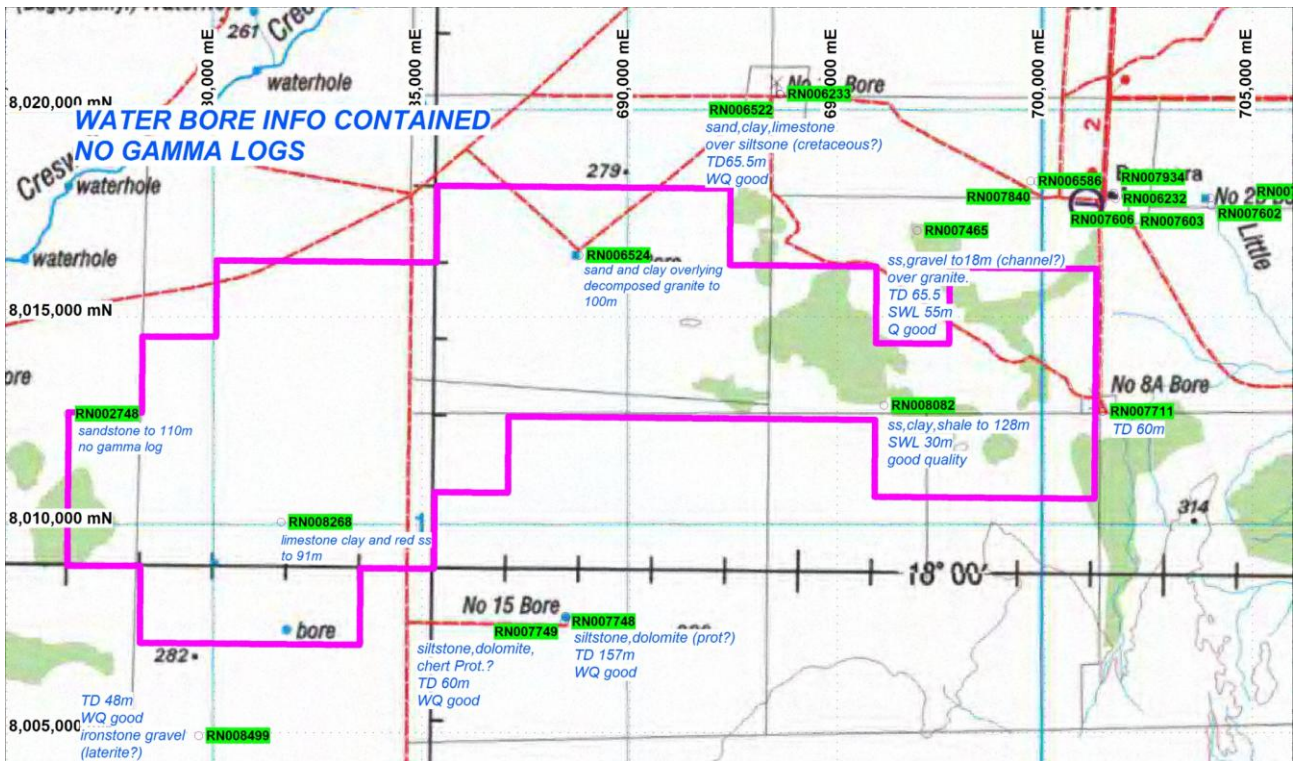 261
Cre
waterhole
30,000 mE
35,000 mE
690,000 mE
695,000 mE
700,000 mE
705,000 mE
8,020,000 mN
WATER BORE INFO CONTAINED
NO GAMMA LOGS
No
Bore
RN006233
RN006522
sand,clay,limestone
over siltsone (cretaceous?)
TD65.5m
WQ good
2
Cresw
waterhole
waterhole
279
RN006586
RN007840
RN007934
RN006232
RN007606
RN007603
RN007602
RN007
No 2B Bo
Little
RN007465
ss,gravel to18m (channel?)
over granite.
TD 65.5
SWL 55m
Q good
RN006524
sand and clay overlying
decomposed granite to
100m
8,015,000 mN
ore
RN002748
sandstone to 110m
no gamma log
No 8A Bore
RN007711
TD 60m
RN008082
ss,clay,shale to 128m
SWL 30m
good quality
8,010,000 mN
RN008268
limestone clay and red ss
to 91m
1
314
18° 00'
No 15 Bore
RN007748
RN007749
siltstone,dolomite (prot?)
TD 157m
WQ good
siltstone,dolomite,
chert Prot.?
TD 60m
WQ good
bore
282
TD 48m
WQ good
ironstone gravel
(laterite?)
RN008499
8,005,000